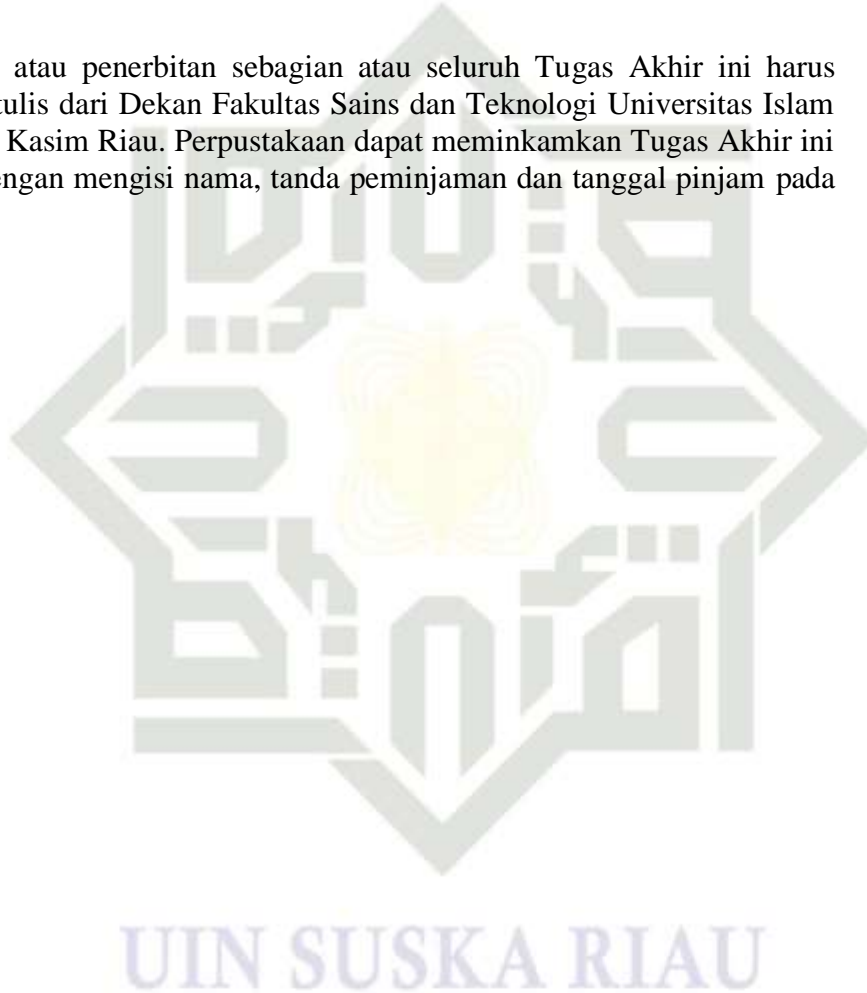 atau penerbitan sebagian atau seluruh Tugas Akhir ini harus
tulis dari Dekan Fakultas Sains dan Teknologi Universitas Islam
Kasim Riau. Perpustakaan dapat meminkamkan Tugas Akhir ini
engan mengisi nama, tanda peminjaman dan tanggal pinjam pada
UIN SUSKA RIAU